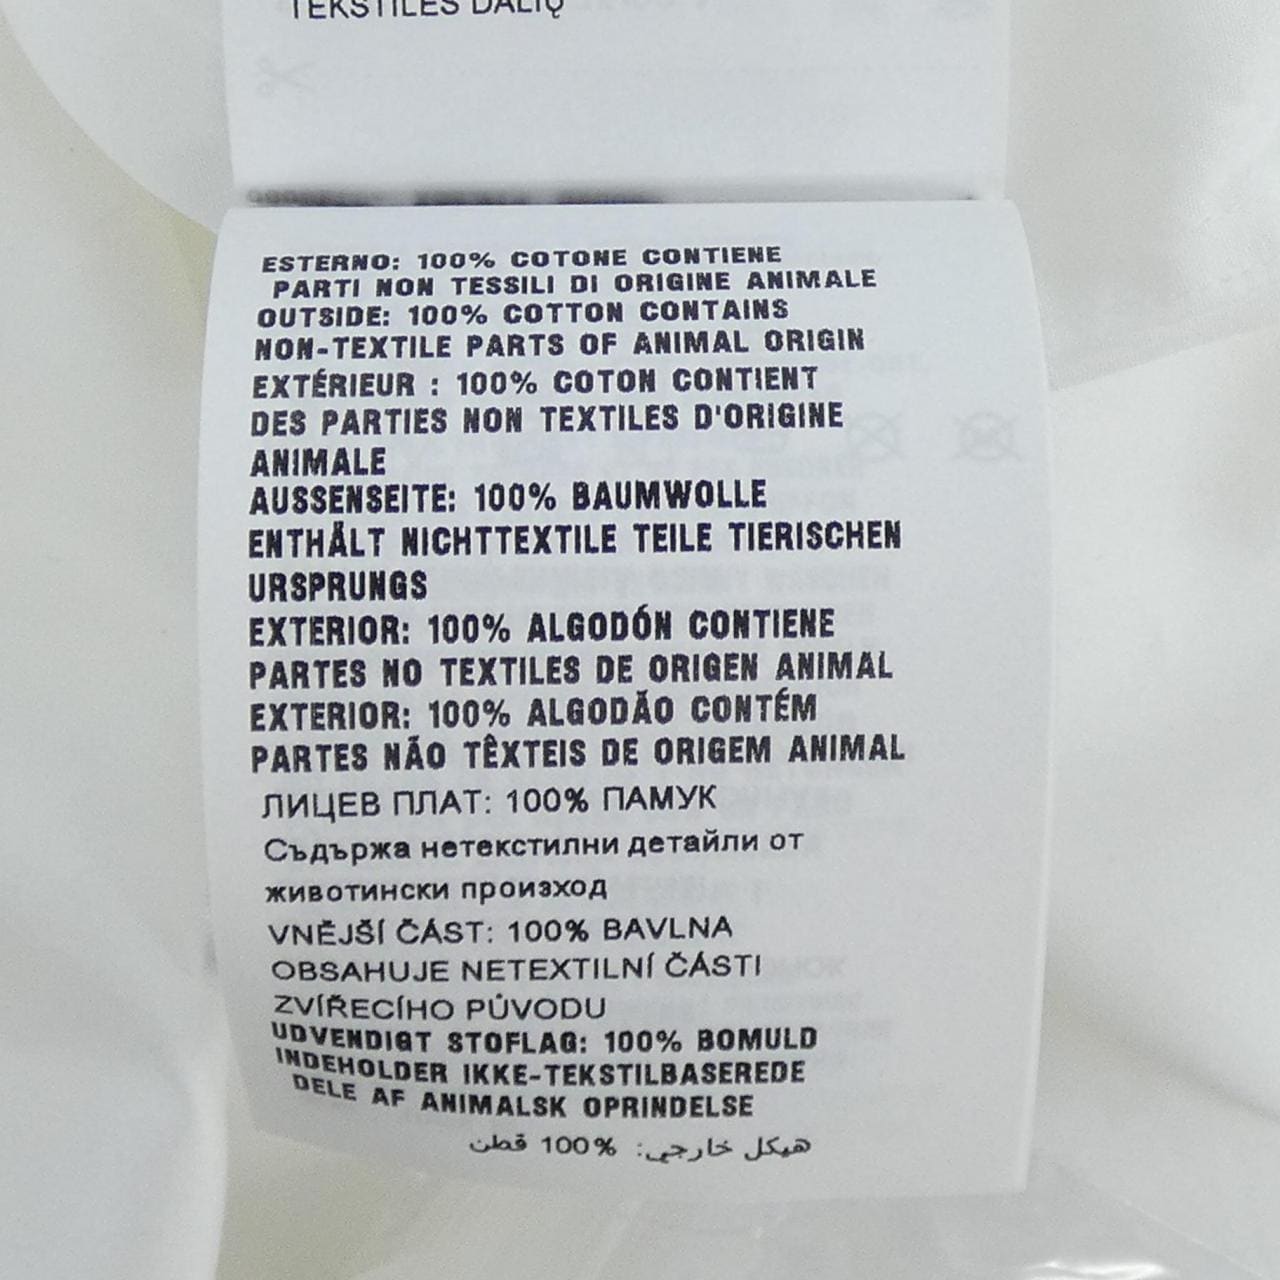 TEKSTILĖS DALIŲ
ESTERNO: 100% COTONE CONTIENE
PARTI NON TESSILI DI ORIGINE ANIMALE
OUTSIDE: 100% COTTON CONTAINS
NON-TEXTILE PARTS OF ANIMAL ORIGIN
EXTÉRIEUR : 100% COTON CONTIENT
DES PARTIES NON TEXTILES D'ORIGINE
ANIMALE
AUSSENSEITE: 100% BAUMWOLLE
ENTHÄLT NICHTTEXTILE TEILE TIERISCHEN
URSPRUNGS
EXTERIOR: 100% ALGODÓN CONTIENE
PARTES NO TEXTILES DE ORIGEN ANIMAL
EXTERIOR: 100% ALGODÃO CONTÉM
PARTES NÃO TÊXTEIS DE ORIGEM ANIMAL
ЛИЦЕВ ПЛАТ: 100% ПАМУК
Съдържа нетекстилни детайли от
животински произход
VNĚJŠÍ ČÁST: 100% BAVLNA
OBSAHUJE NETEXTILNÍ ČÁSTI
ZVÍŘECÍHO PŮVODU
UDVENDIGT STOFLAG: 100% BOMULD
INDEHOLDER IKKE-TEKSTILBASEREDE
DELE AF ANIMALSK OPRINDELSE
هيكل خارجي: 100% قطن